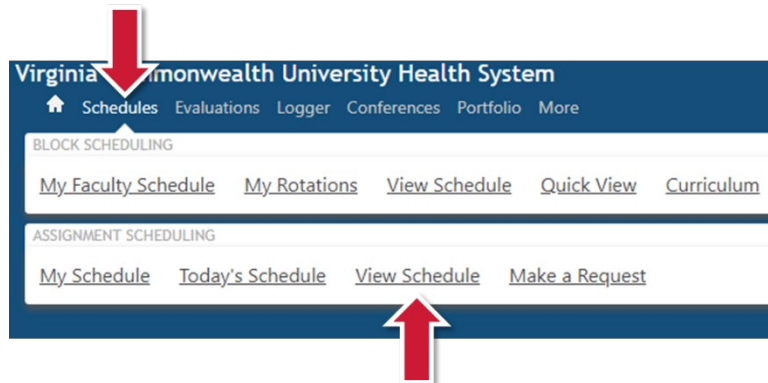 Virginia Commonwealth University Health System
Schedules Evaluations Logger Conferences Portfolio More
BLOCK SCHEDULING
My Faculty Schedule My Rotations View Schedule Quick View Curriculum
ASSIGNMENT SCHEDULING
My Schedule Today's Schedule View Schedule Make a Request